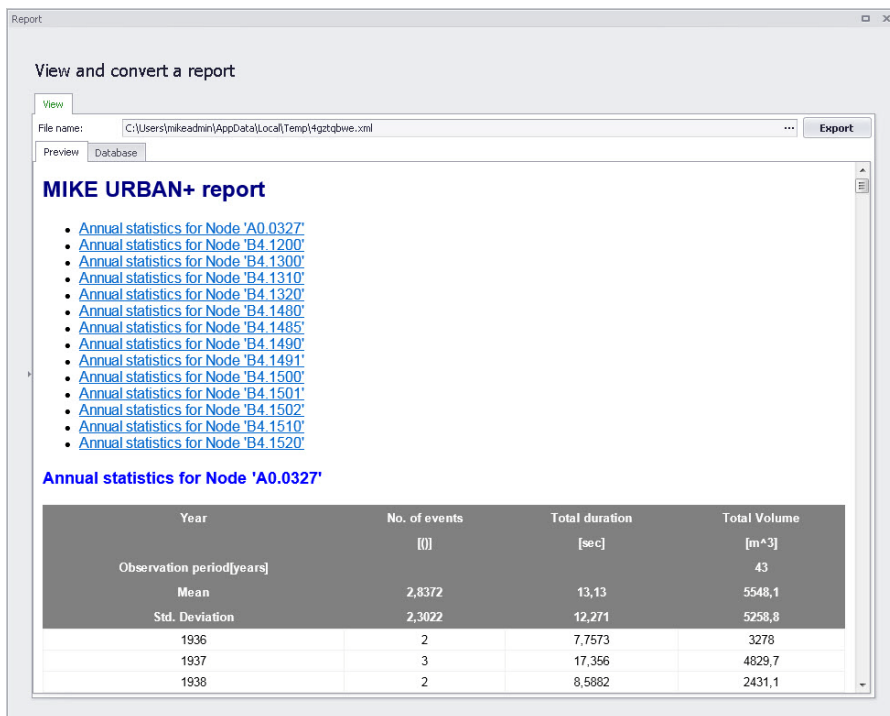 Report
View and convert a report
View
File name: C:\Users\mikeadmin\AppData\Local\Temp\4gztqbwe.xml ... Export
Preview Database
MIKE URBAN+ report
• Annual statistics for Node 'A0.0327'
• Annual statistics for Node 'B4.1200'
• Annual statistics for Node 'B4.1300'
• Annual statistics for Node 'B4.1310'
• Annual statistics for Node 'B4.1320'
• Annual statistics for Node 'B4.1480'
• Annual statistics for Node 'B4.1485'
• Annual statistics for Node 'B4.1490'
• Annual statistics for Node 'B4.1491'
• Annual statistics for Node 'B4.1500'
• Annual statistics for Node 'B4.1501'
• Annual statistics for Node 'B4.1502'
• Annual statistics for Node 'B4.1510'
• Annual statistics for Node 'B4.1520'
Annual statistics for Node 'A0.0327'
Year No. of events Total duration Total Volume
[()] [sec] [m^3]
Observation period[years] 43
Mean 2,8372 13,13 5548,1
Std. Deviation 2,3022 12,271 5258,8
1936 2 7,7573 3278
1937 3 17,356 4829,7
1938 2 8,5882 2431,1